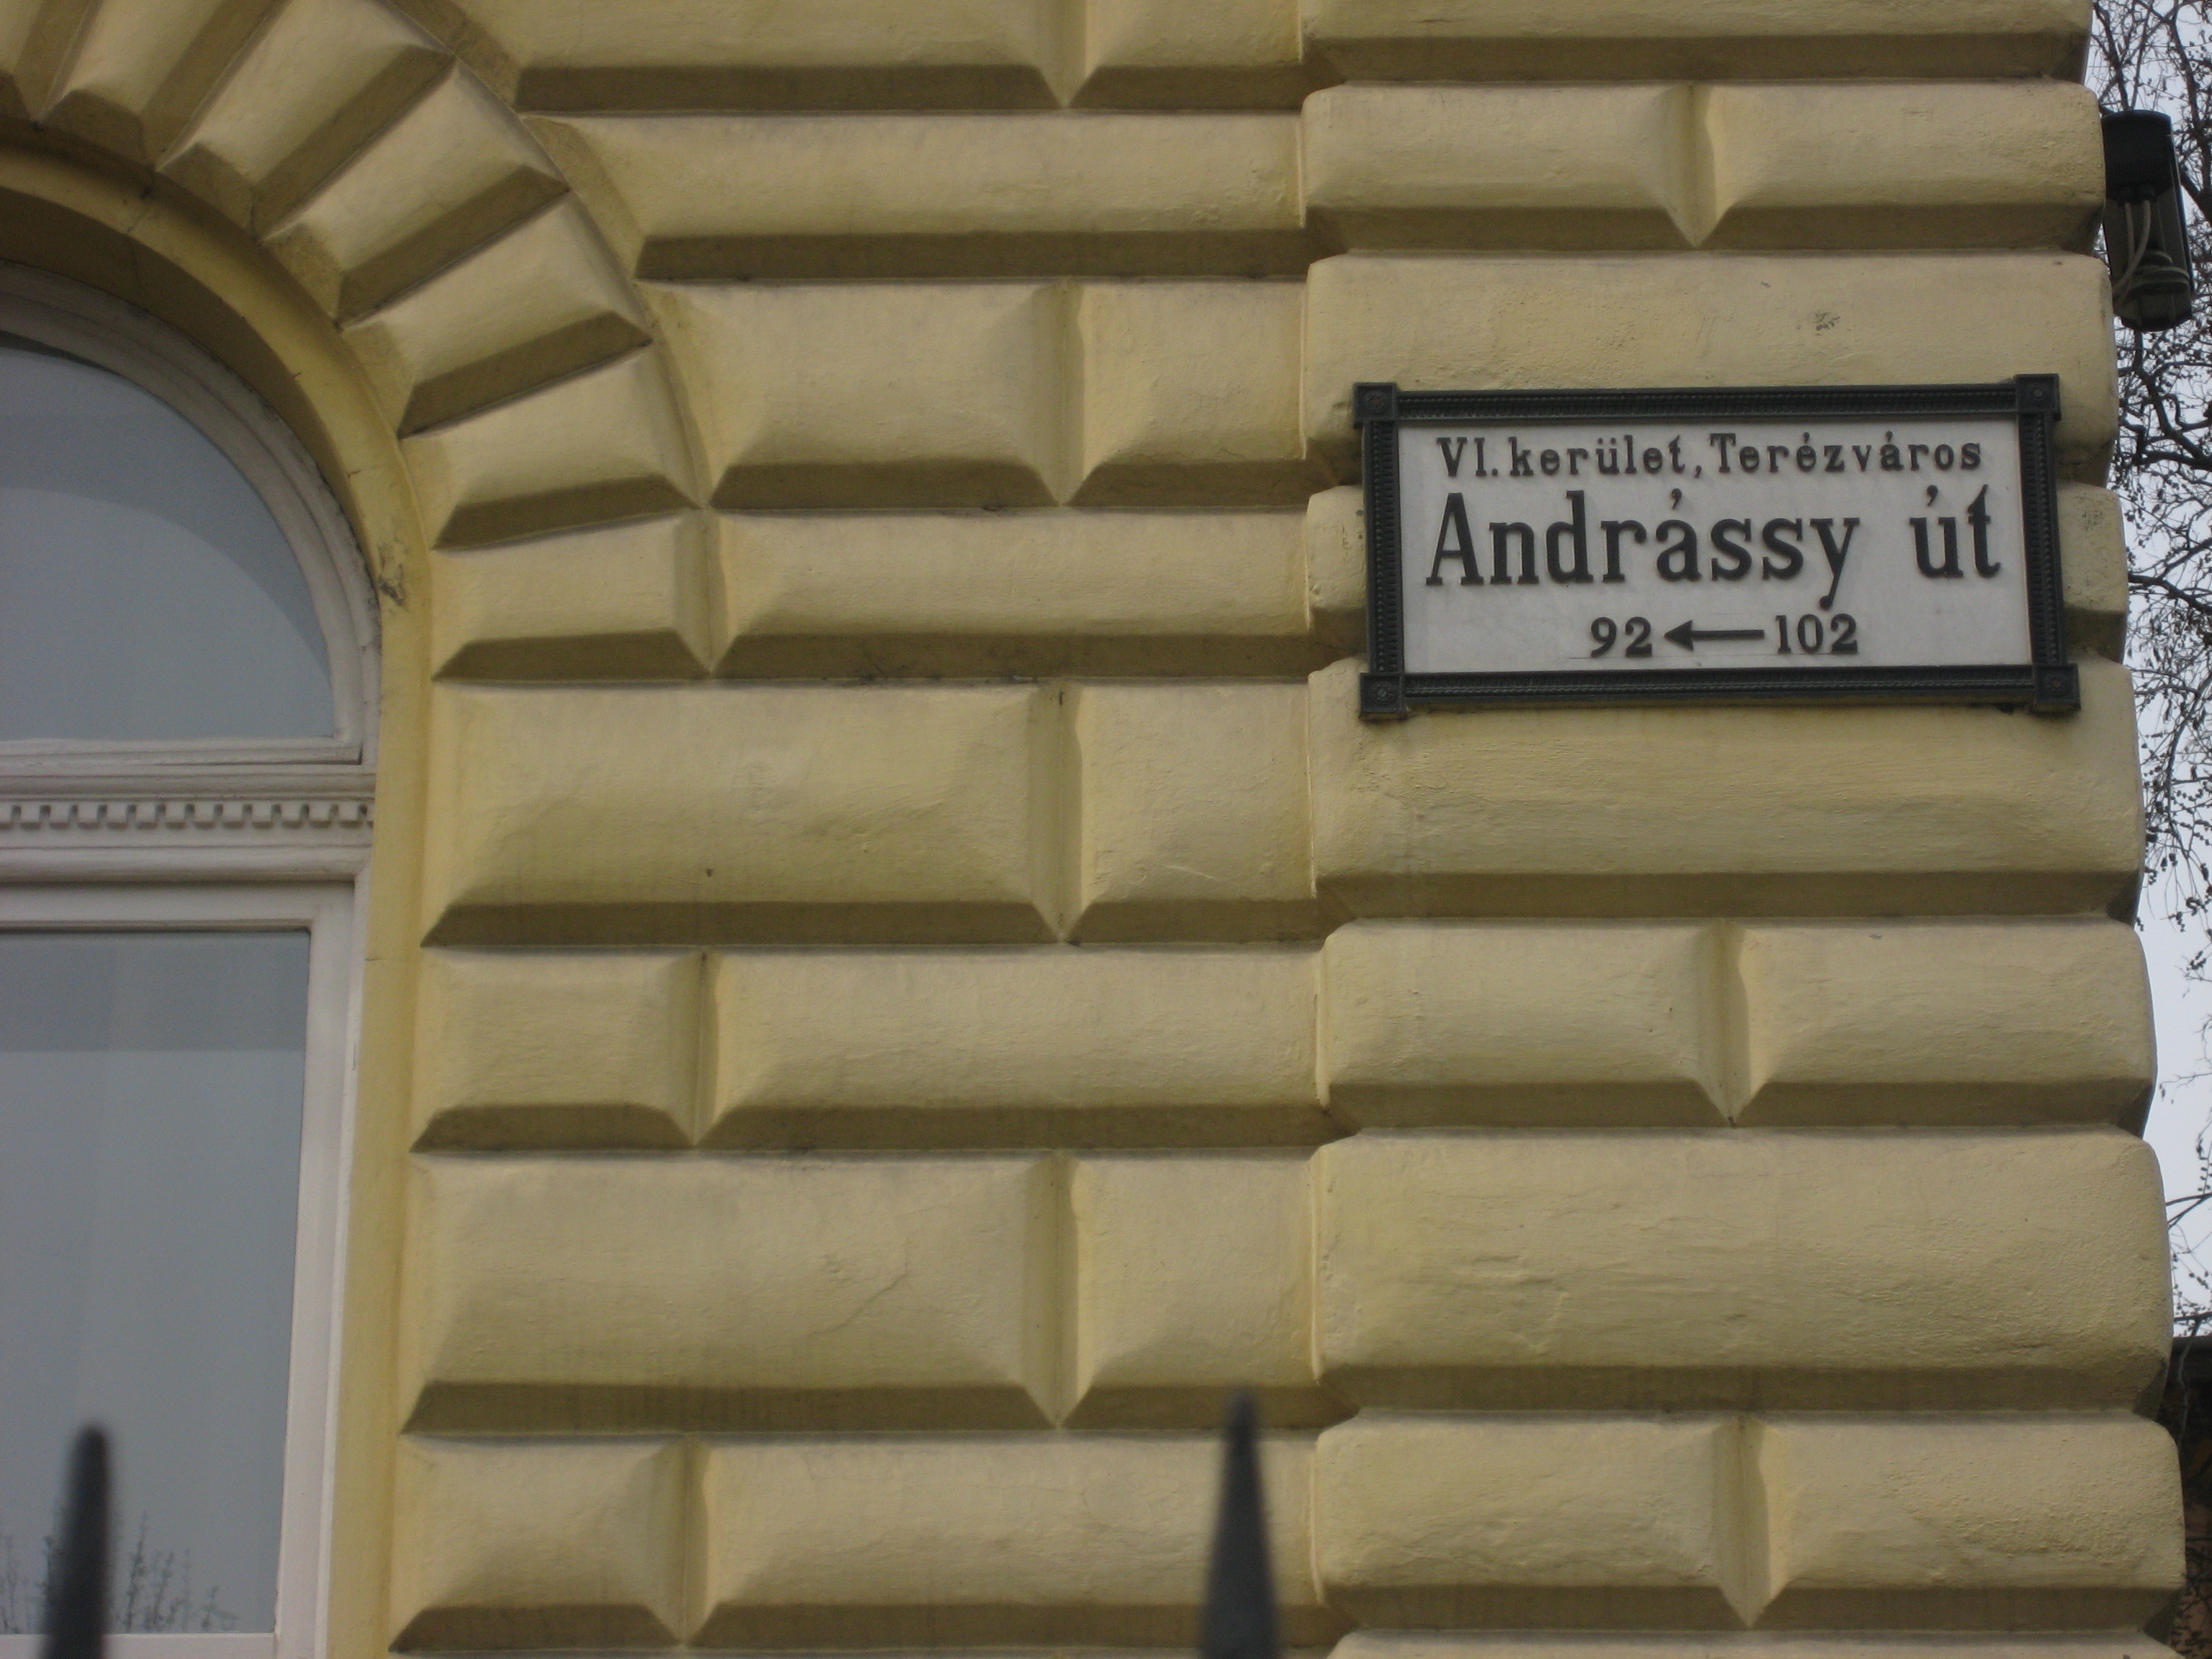 VI. kerület, Terézváros
Andrássy út
92←102